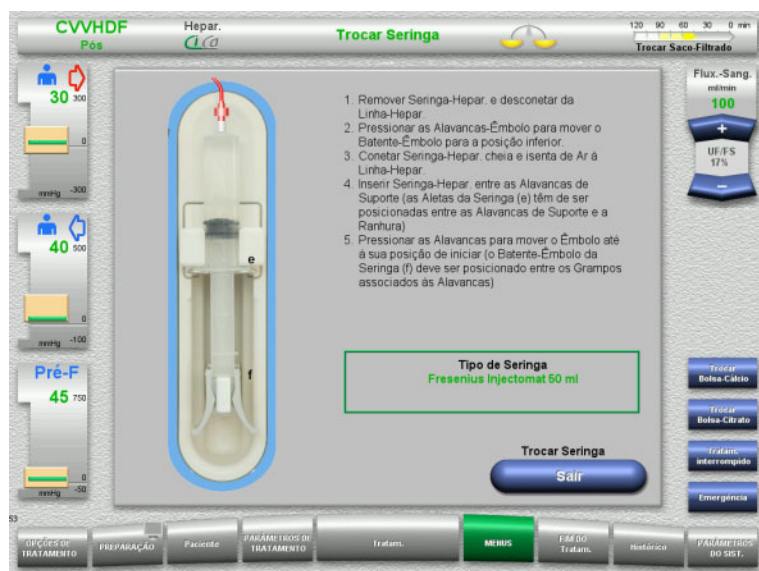 CVVHDF
Pós
Hepar.
CiCa
Trocar Seringa
120 90 60 30 0 min
Trocar Saco-Filtrado
30
300
0
mmHg -300
40
500
0
mmHg -100
Pré-F
45
750
0
mmHg -50
1. Remover Seringa-Hepar. e desconetar da
Linha-Hepar.
2. Pressionar as Alavancas-Êmbolo para mover o
Batente-Êmbolo para a posição inferior.
3. Conetar Seringa-Hepar. cheia e isenta de Ar à
Linha-Hepar.
4. Inserir Seringa-Hepar. entre as Alavancas de
Suporte (as Aletas da Seringa (e) têm de ser
posicionadas entre as Alavancas de Suporte e a
Ranhura)
5. Pressionar as Alavancas para mover o Êmbolo até
à sua posição de iniciar (o Batente-Êmbolo da
Seringa (f) deve ser posicionado entre os Grampos
associados às Alavancas)
e
f
Tipo de Seringa
Fresenius Injectomat 50 ml
Trocar Seringa
Sair
Flux.-Sang.
ml/min
100
+
UF/FS
17%
−
Trocar
Bolsa-Cálcio
Trocar
Bolsa-Citrato
Tratam.
interrompido
Emergência
53
OPÇÕES DE
TRATAMENTO
PREPARAÇÃO
Paciente
PARÂMETROS DE
TRATAMENTO
Tratam.
MENUS
FIM DO
Tratam.
Histórico
PARÂMETROS
DO SIST.